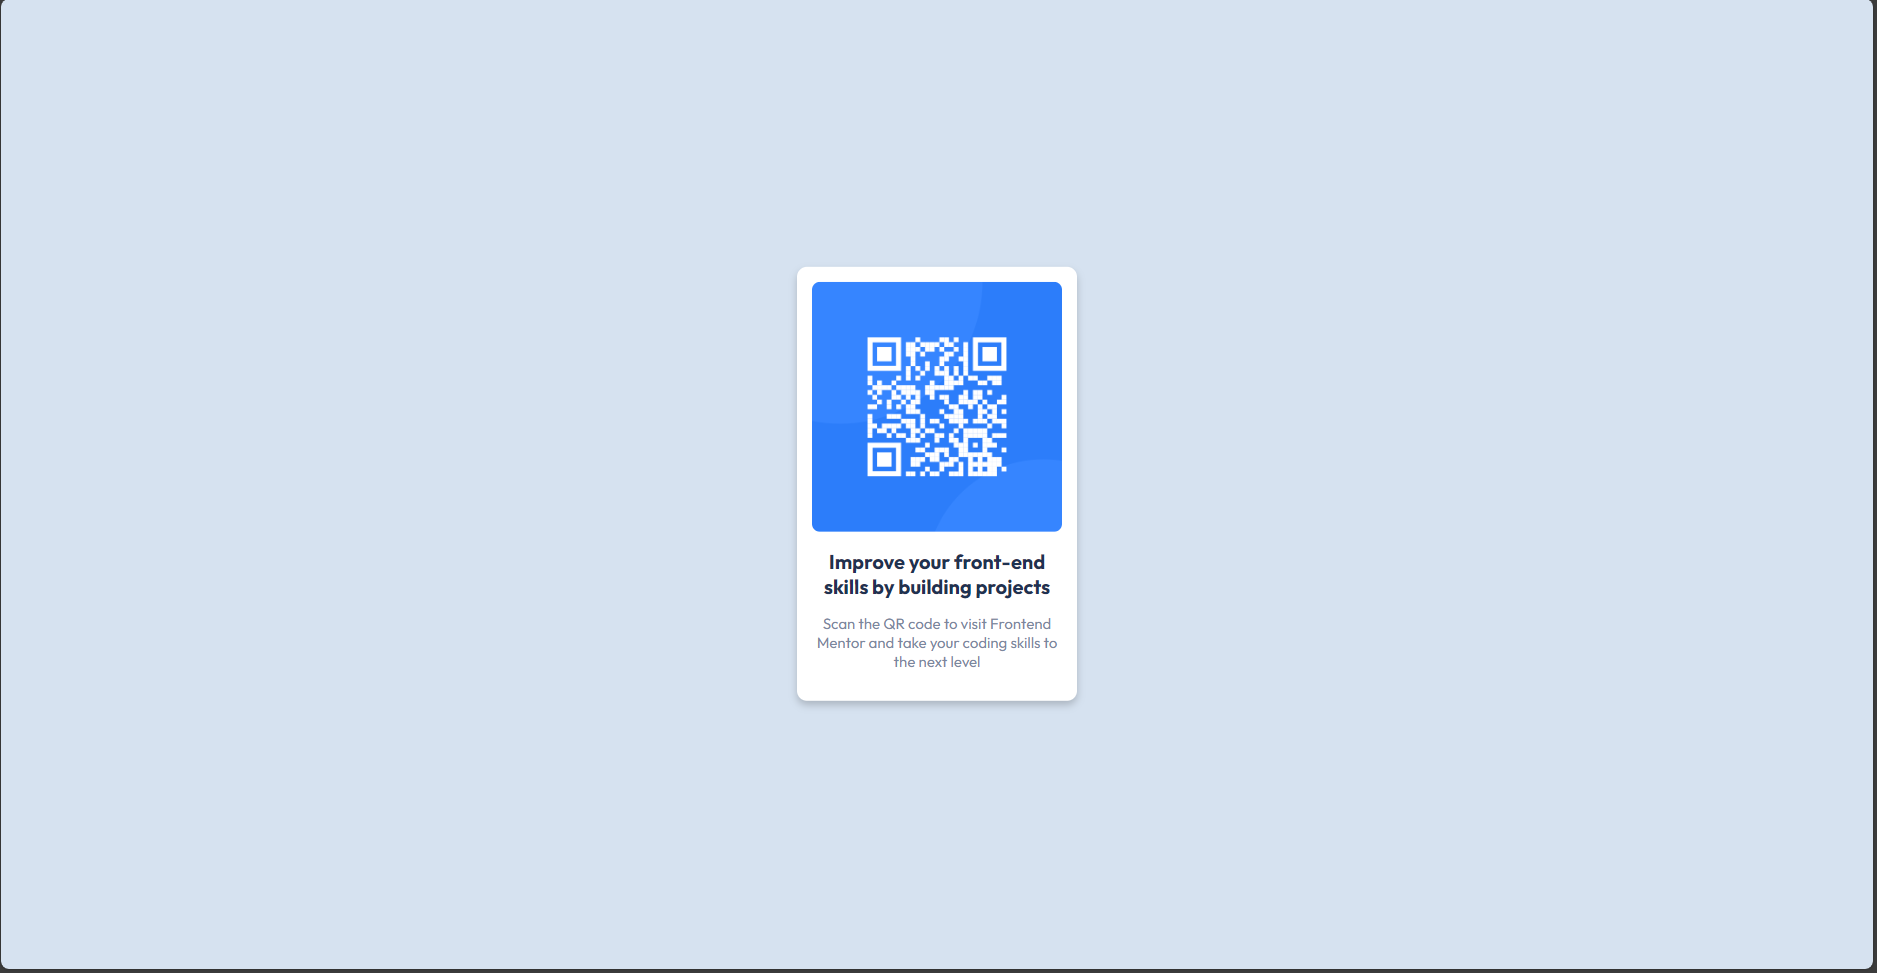 Improve your front-end
skills by building projects
Scan the QR code to visit Frontend
Mentor and take your coding skills to
the next level